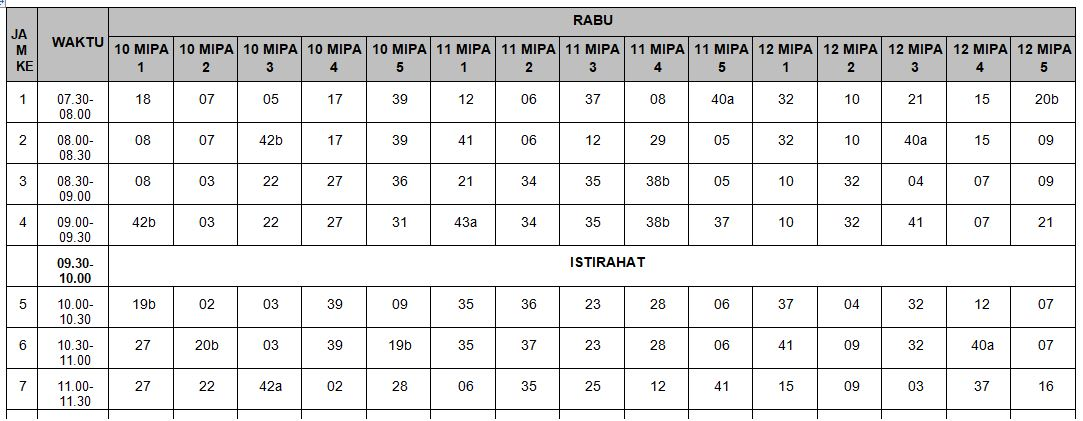 RABU
JA
M
KE
WAKTU
10 MIPA 10 MIPA 10 MIPA 10 MIPA 10 MIPA 11 MIPA 11 MIPA 11 MIPA 11 MIPA 11 MIPA 12 MIPA 12 MIPA 12 MIPA 12 MIPA 12 MIPA
1 2 3 4 5 1 2 3 4 5 1 2 3 4 5
1 07.30- 18 07 05 17 39 12 06 37 08 40a 32 10 21 15 20b
08.00
2 08.00- 08 07 42b 17 39 41 06 12 29 05 32 10 40a 15 09
08.30
3 08.30- 08 03 22 27 36 21 34 35 38b 05 10 32 04 07 09
09.00
4 09.00- 42b 03 22 27 31 43a 34 35 38b 37 10 32 41 07 21
09.30
09.30- ISTIRAHAT
10.00
5 10.00- 19b 02 03 39 09 35 36 23 28 06 37 04 32 12 07
10.30
6 10.30- 27 20b 03 39 19b 35 37 23 28 06 41 09 32 40a 07
11.00
7 11.00- 27 22 42a 02 28 06 35 25 12 41 15 09 03 37 16
11.30